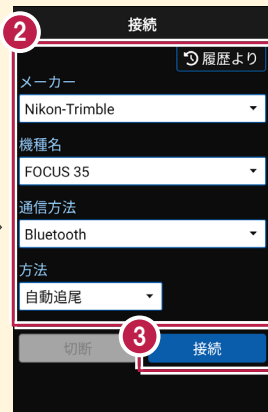 2
接続
履歴より
メーカー
Nikon-Trimble
機種名
FOCUS 35
通信方法
Bluetooth
方法
自動追尾
3
切断
接続